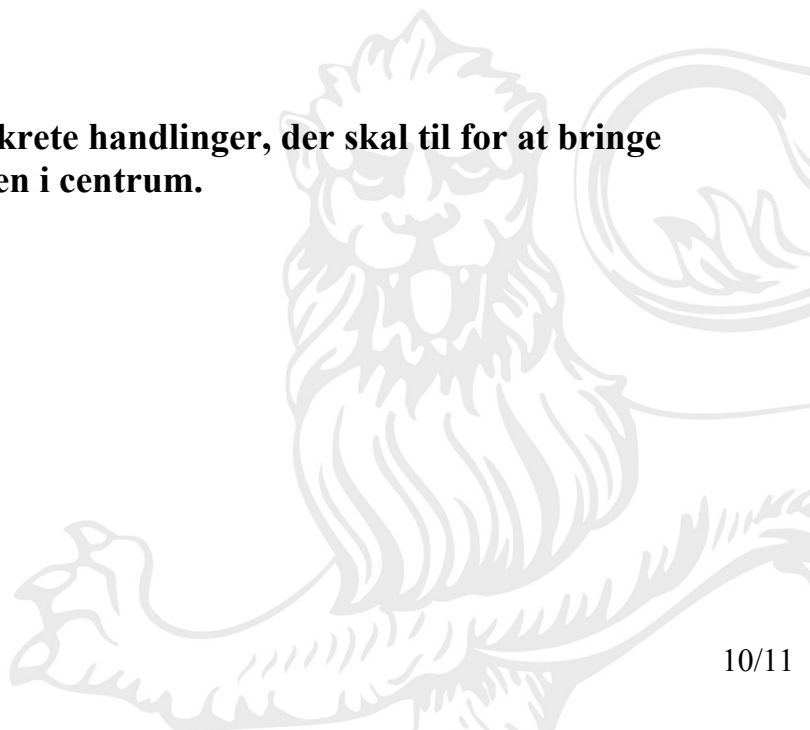 krete handlinger, der skal til for at bringe
en i centrum.
10/11